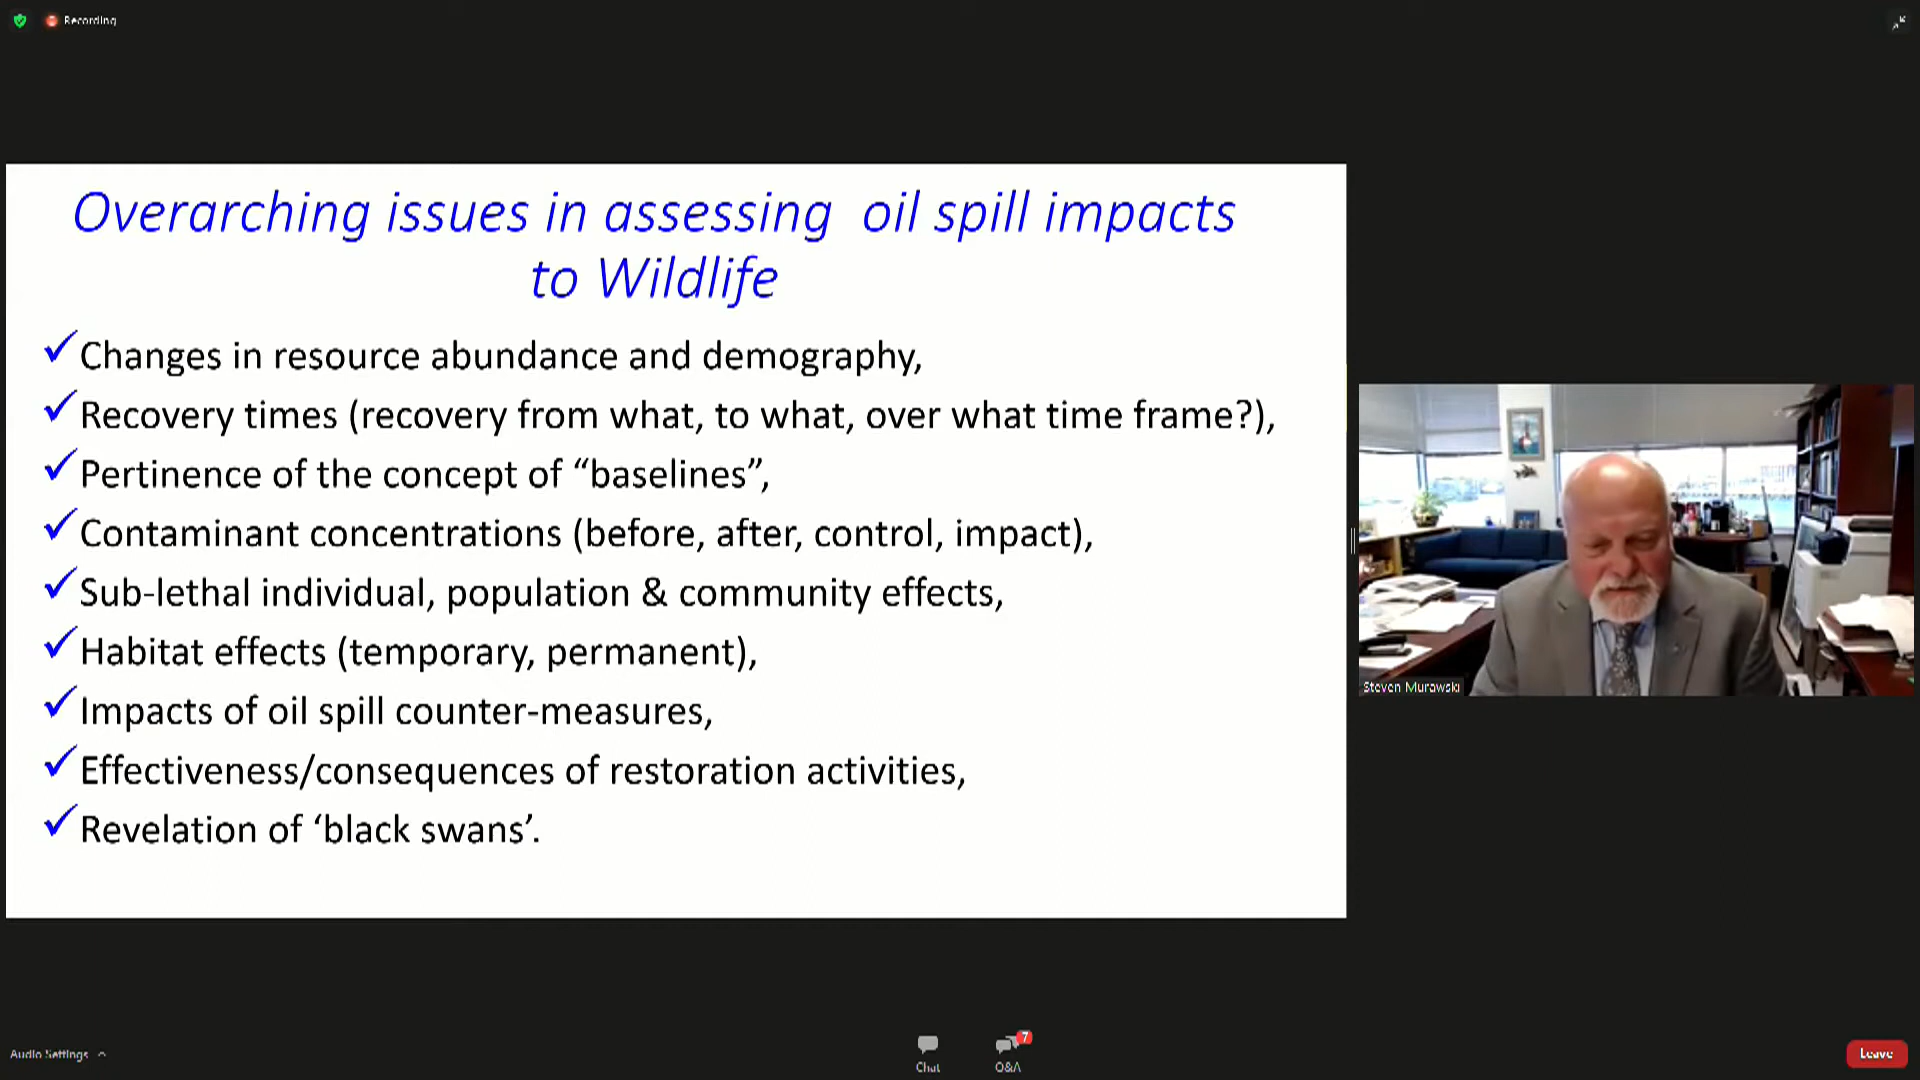 Recording
Overarching issues in assessing oil spill impacts
to Wildlife
Changes in resource abundance and demography,
Recovery times (recovery from what, to what, over what time frame?),
Pertinence of the concept of “baselines”,
Contaminant concentrations (before, after, control, impact),
Sub-lethal individual, population & community effects,
Habitat effects (temporary, permanent),
Impacts of oil spill counter-measures,
Effectiveness/consequences of restoration activities,
Revelation of ‘black swans’.
Steven Murawski
Audio Settings
Chat
7
Q&A
Leave